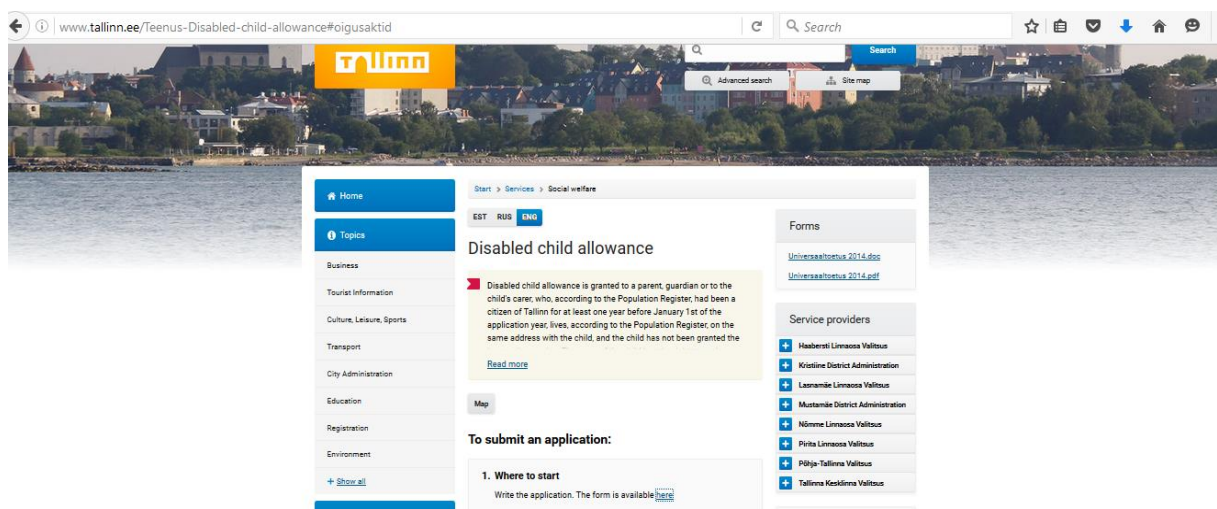 www.tallinn.ee/Teenus-Disabled-child-allowance#oigusaktid
Search
TALLINN
Search
Advanced search
Site map
Home
Topics
Business
Tourist Information
Culture, Leisure, Sports
Transport
City Administration
Education
Registration
Environment
+ Show all
Start > Services > Social welfare
EST RUS ENG
Disabled child allowance
Disabled child allowance is granted to a parent, guardian or to the
child's carer, who, according to the Population Register, had been a
citizen of Tallinn for at least one year before January 1st of the
application year, lives, according to the Population Register, on the
same address with the child, and the child has not been granted the
Read more
Map
To submit an application:
1. Where to start
Write the application. The form is available here
Forms
Universaaltoetus 2014.doc
Universaaltoetus 2014.pdf
Service providers
Haabersti Linnaosa Valitsus
Kristiine District Administration
Lasnamäe Linnaosa Valitsus
Mustamäe District Administration
Nõmme Linnaosa Valitsus
Pirita Linnaosa Valitsus
Põhja-Tallinna Valitsus
Tallinna Kesklinna Valitsus